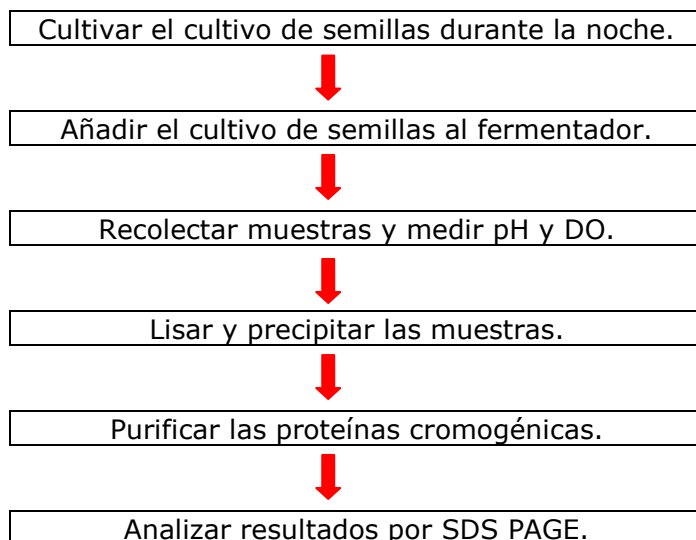 Cultivar el cultivo de semillas durante la noche.
Añadir el cultivo de semillas al fermentador.
Recolectar muestras y medir pH y DO.
Lisar y precipitar las muestras.
Purificar las proteínas cromogénicas.
Analizar resultados por SDS PAGE.